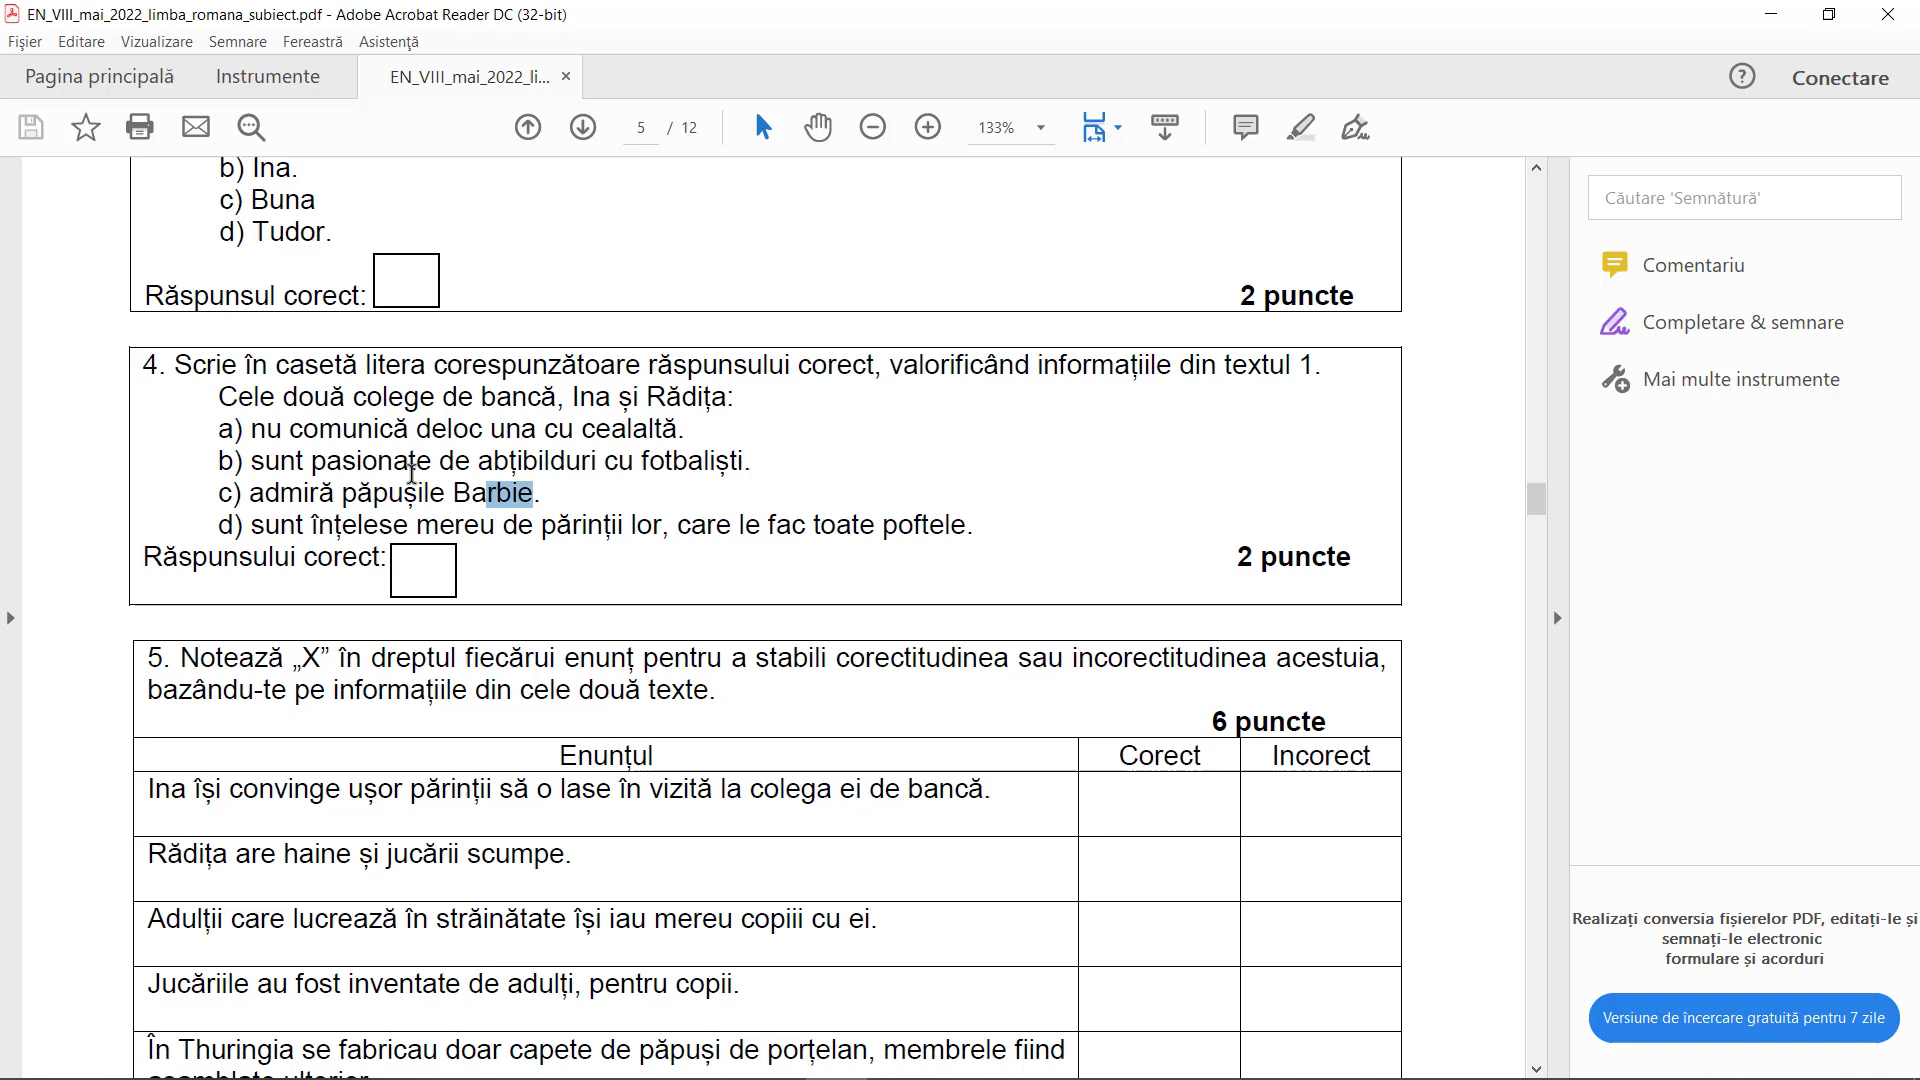 EN_VIII_mai_2022_limba_romana_subiect.pdf - Adobe Acrobat Reader DC (32-bit)
Fișier Editare Vizualizare Semnare Fereastră Asistență
Pagina principală Instrumente EN_VIII_mai_2022_li... × Conectare
5 / 12 133%
b) Ina.
c) Buna
d) Tudor.
Răspunsul corect: 2 puncte
4. Scrie în casetă litera corespunzătoare răspunsului corect, valorificând informațiile din textul 1.
Cele două colege de bancă, Ina și Rădița:
a) nu comunică deloc una cu cealaltă.
b) sunt pasionate de abțibilduri cu fotbaliști.
c) admiră păpușile Barbie.
d) sunt înțelese mereu de părinții lor, care le fac toate poftele.
Răspunsului corect: 2 puncte
5. Notează „X” în dreptul fiecărui enunț pentru a stabili corectitudinea sau incorectitudinea acestuia,
bazându-te pe informațiile din cele două texte.
6 puncte
Enunțul Corect Incorect
Ina își convinge ușor părinții să o lase în vizită la colega ei de bancă.
Rădița are haine și jucării scumpe.
Adulții care lucrează în străinătate își iau mereu copiii cu ei.
Jucăriile au fost inventate de adulți, pentru copii.
În Thuringia se fabricau doar capete de păpuși de porțelan, membrele fiind
Căutare 'Semnătură'
Comentariu
Completare & semnare
Mai multe instrumente
Realizați conversia fișierelor PDF, editați-le și
semnați-le electronic
formulare și acorduri
Versiune de încercare gratuită pentru 7 zile